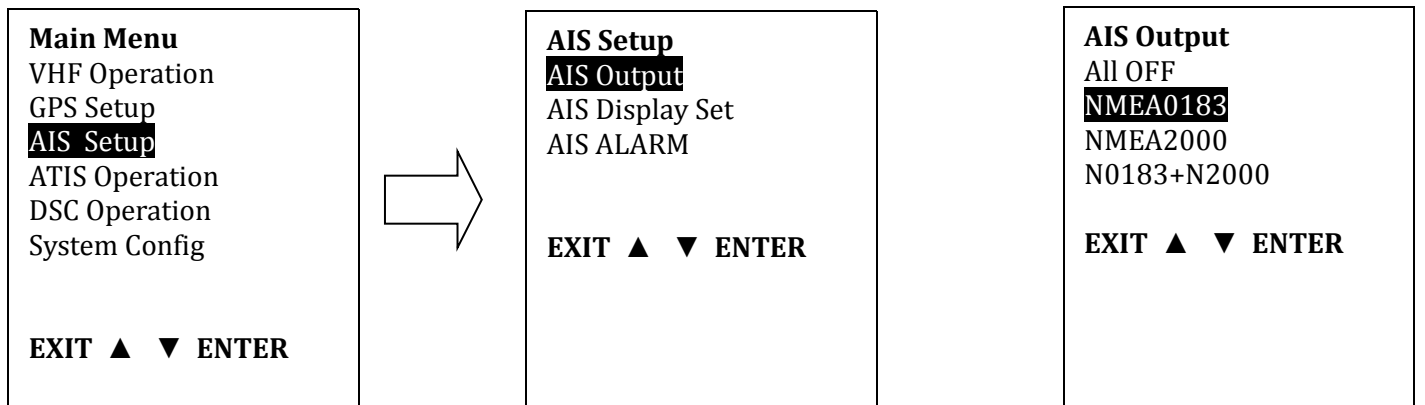 Main Menu
VHF Operation
GPS Setup
AIS  Setup
ATIS Operation
DSC Operation
System Config
EXIT ▲ ▼ ENTER
AIS Setup
AIS Output
AIS Display Set
AIS ALARM
EXIT ▲ ▼ ENTER
AIS Output
All OFF
NMEA0183
NMEA2000
N0183+N2000
EXIT ▲ ▼ ENTER